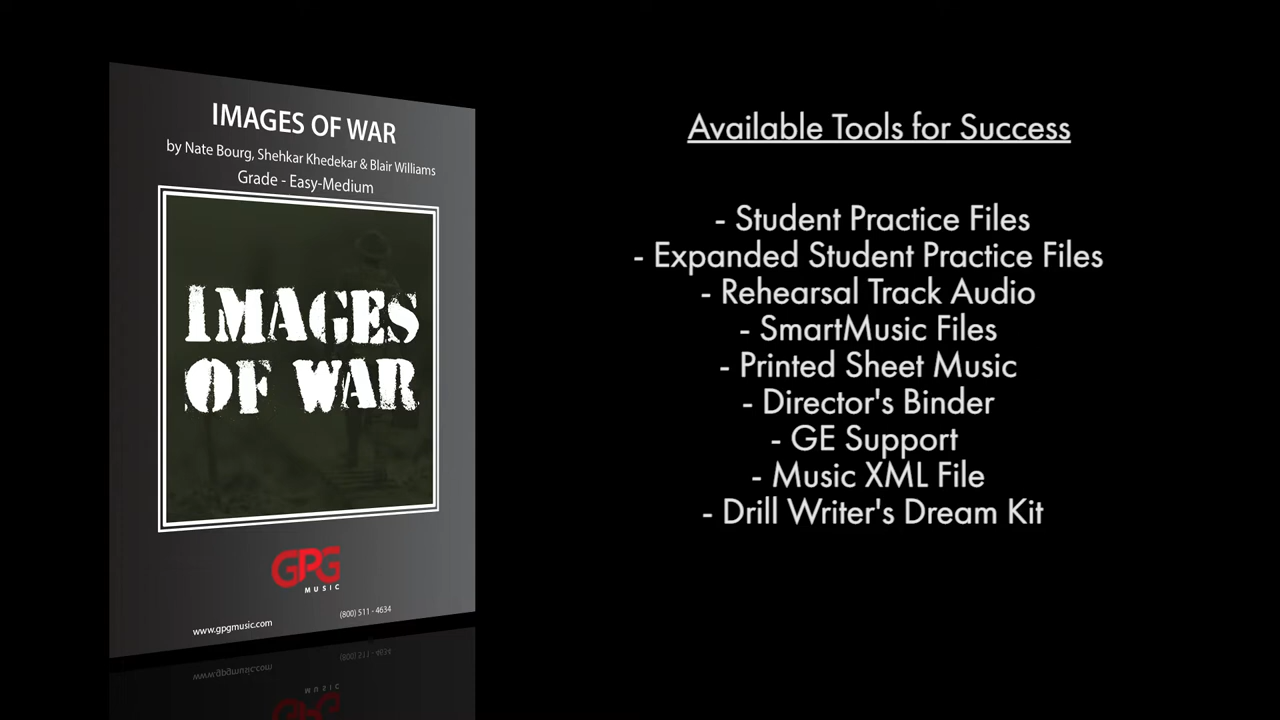 IMAGES OF WAR
by Nate Bourg, Shehkar Khedekar & Blair Williams
Grade - Easy-Medium
IMAGES
OF WAR
GPG
MUSIC
www.gpgmusic.com
(800) 511 - 4634
Available Tools for Success
- Student Practice Files
- Expanded Student Practice Files
- Rehearsal Track Audio
- SmartMusic Files
- Printed Sheet Music
- Director's Binder
- GE Support
- Music XML File
- Drill Writer's Dream Kit